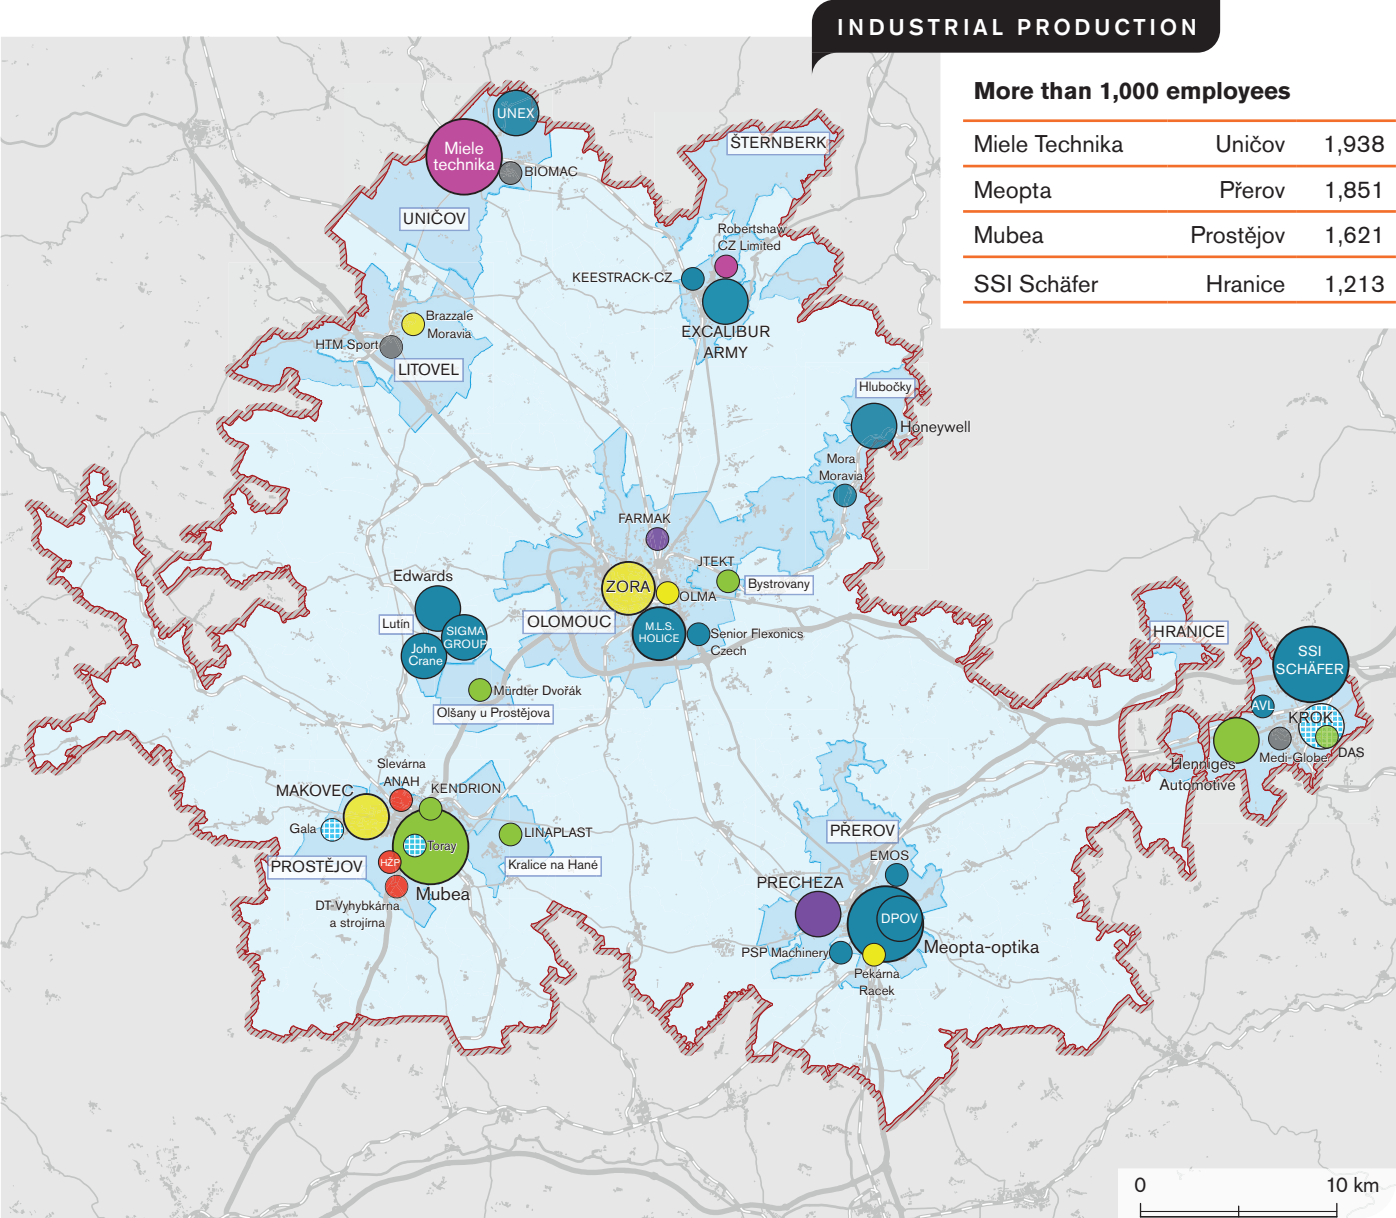 INDUSTRIAL PRODUCTION
More than 1,000 employees
Miele Technika Uničov 1,938
Meopta Přerov 1,851
Mubea Prostějov 1,621
SSI Schäfer Hranice 1,213
UNEX
Miele
technika
BIOMAC
UNIČOV
ŠTERNBERK
Robertshaw
CZ Limited
KEESTRACK-CZ
EXCALIBUR
ARMY
Brazzale
Moravia
HTM Sport
LITOVEL
Hlubočky
Honeywell
Mora
Moravia
FARMAK
JTEKT
Bystrovany
ZORA
OLMA
OLOMOUC
M.L.S.
HOLICE
Senior Flexonics
Czech
Edwards
Lutín
SIGMA
GROUP
John
Crane
Mürdter Dvořák
Olšany u Prostějova
HRANICE
SSI
SCHÄFER
AVL
KROK
DAS
Medi-Globe
Henniges
Automotive
Slévárna
ANAH
MAKOVEC
KENDRION
Gala
Toray
LINAPLAST
HŽP
PROSTĚJOV
Kralice na Hané
Mubea
DT-Vyhybkárna
a strojírna
PŘEROV
EMOS
PRECHEZA
DPOV
Meopta-optika
PSP Machinery
Pekárna
Racek
0 10 km